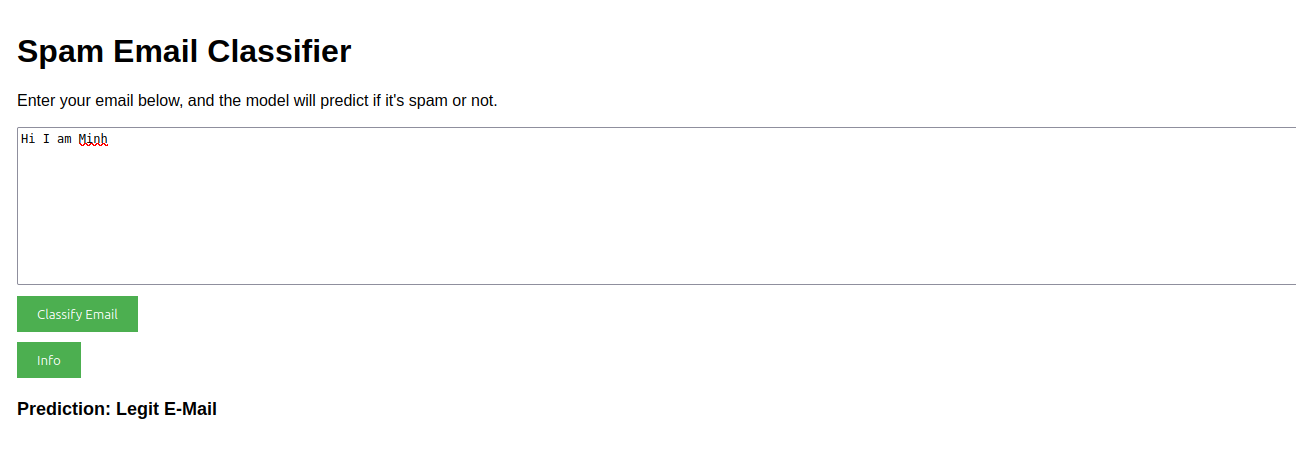 Spam Email Classifier
Enter your email below, and the model will predict if it's spam or not.
Hi I am Minh
Classify Email
Info
Prediction: Legit E-Mail